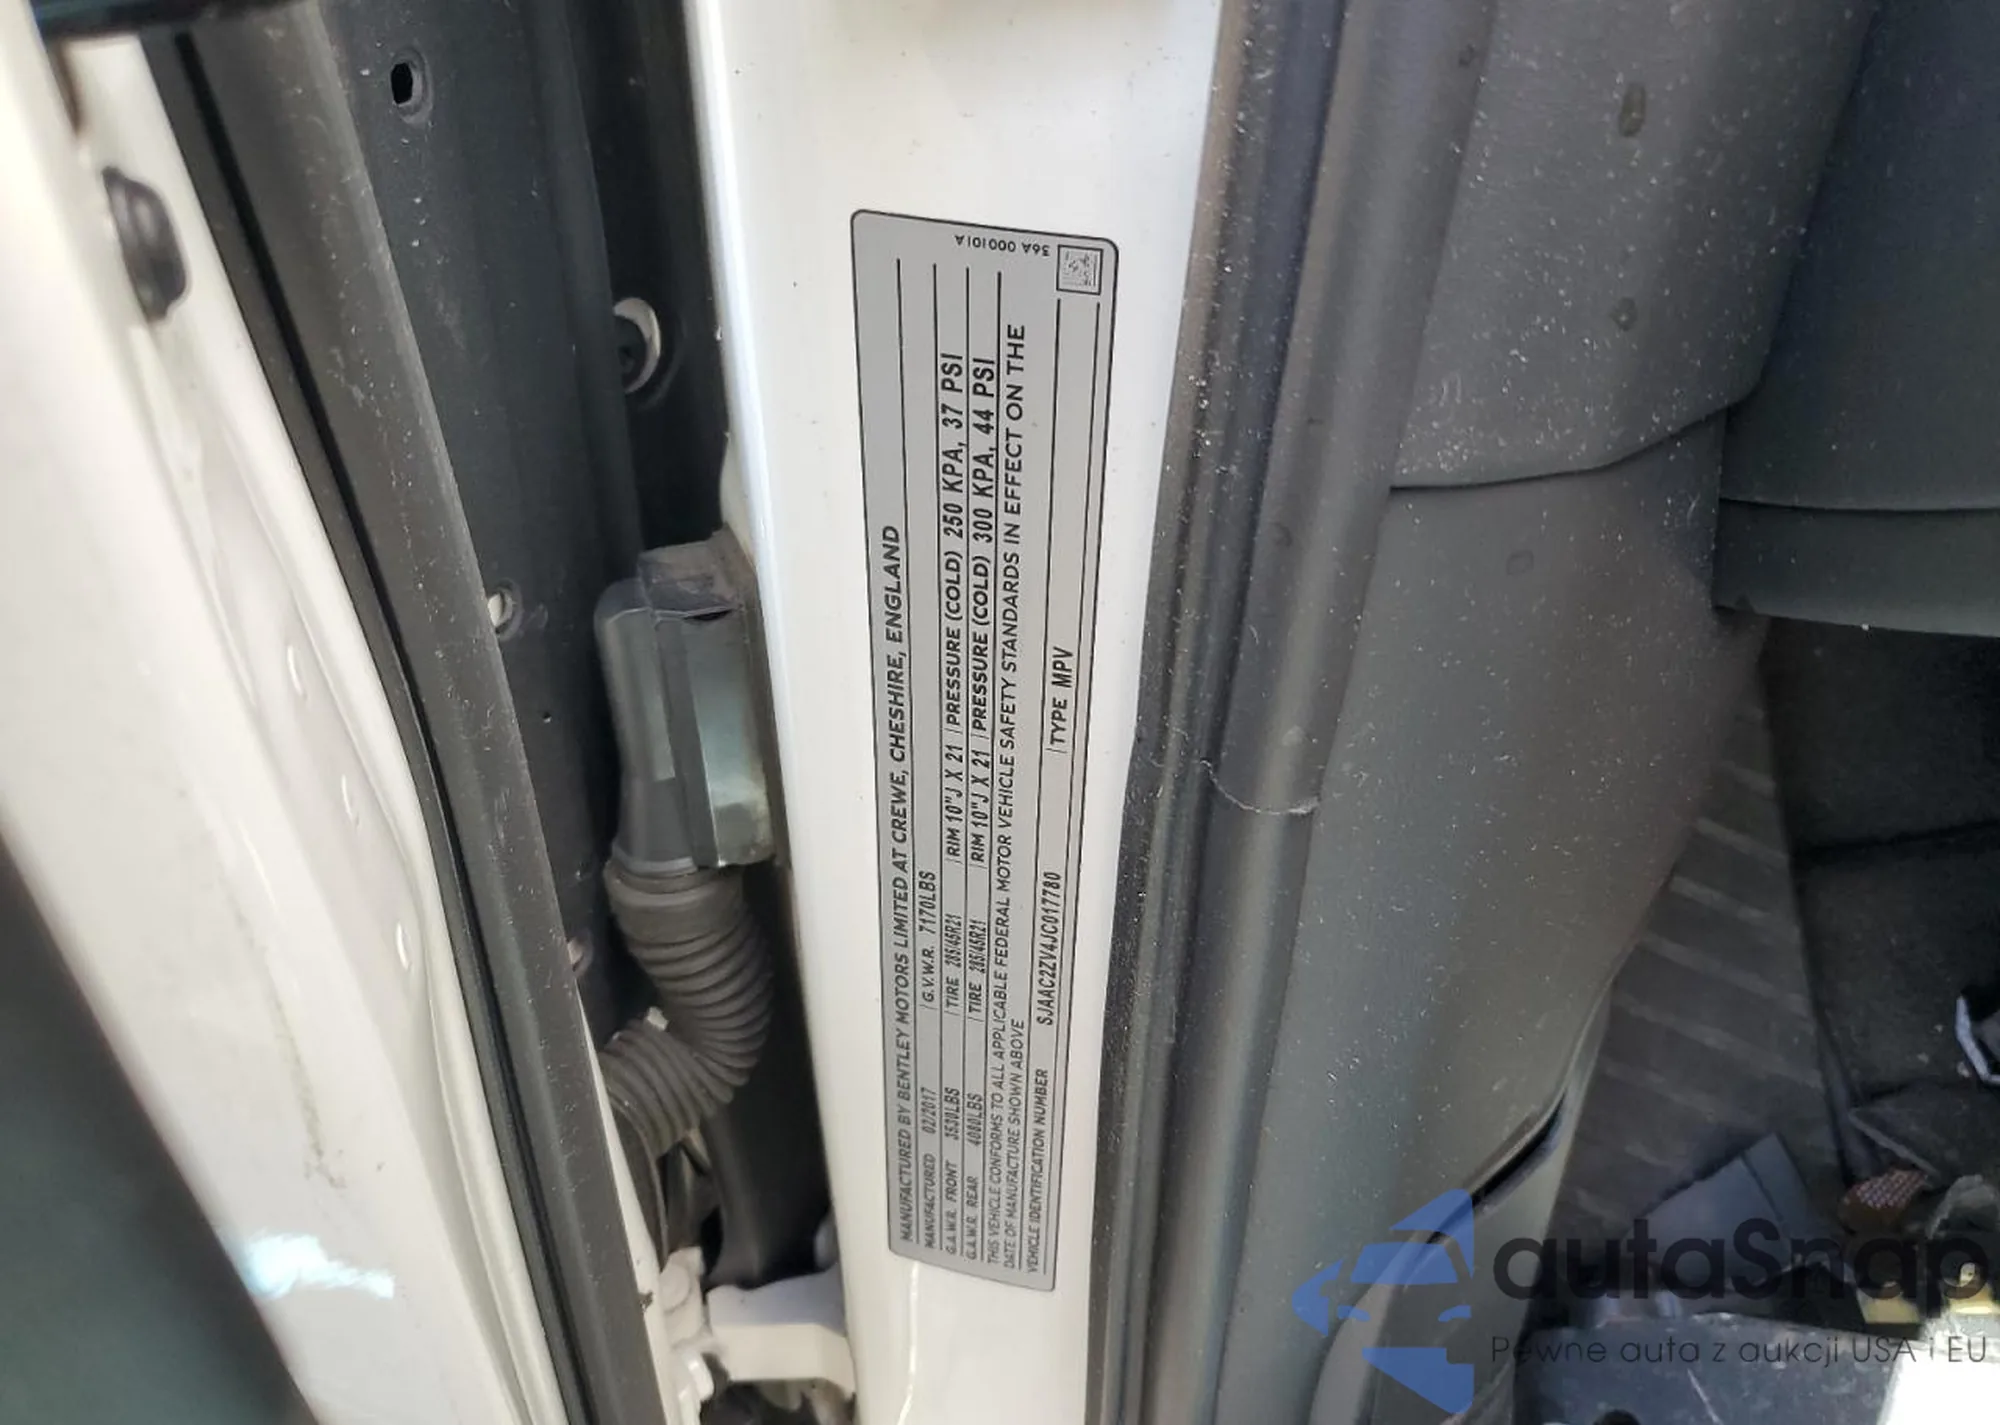 36A 000101A
MANUFACTURED BY BENTLEY MOTORS LIMITED AT CREWE, CHESHIRE, ENGLAND
MANUFACTURED 02/2017 G.V.W.R. 7170LBS
G.A.W.R. FRONT 3530LBS TIRE 285/45R21 RIM 10"J X 21 PRESSURE (COLD) 250 KPA, 37 PSI
G.A.W.R. REAR 4080LBS TIRE 285/45R21 RIM 10"J X 21 PRESSURE (COLD) 300 KPA, 44 PSI
THIS VEHICLE CONFORMS TO ALL APPLICABLE FEDERAL MOTOR VEHICLE SAFETY STANDARDS IN EFFECT ON THE
DATE OF MANUFACTURE SHOWN ABOVE
VEHICLE IDENTIFICATION NUMBER SJAAC2ZV4JC017780 TYPE MPV
autaSnap
Pewne auta z aukcji USA i EU